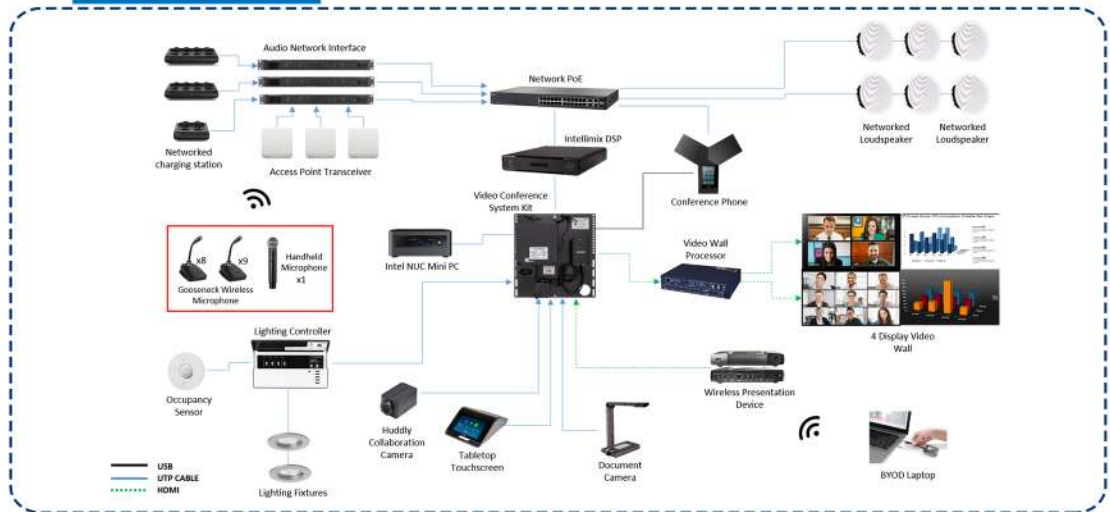 Audio Network Interface
Network PoE
Networked
charging station
Access Point Transceiver
Intellimix DSP
Networked
Loudspeaker
Networked
Loudspeaker
Conference Phone
Video Conference
System Kit
Intel NUC Mini PC
x8
x9
Handheld
Microphone
x1
Gooseneck Wireless
Microphone
Video Wall
Processor
4 Display Video
Wall
Lighting Controller
Occupancy
Sensor
Lighting Fixtures
Huddly
Collaboration
Camera
Tabletop
Touchscreen
Document
Camera
Wireless Presentation
Device
BYOD Laptop
USB
UTP CABLE
HDMI